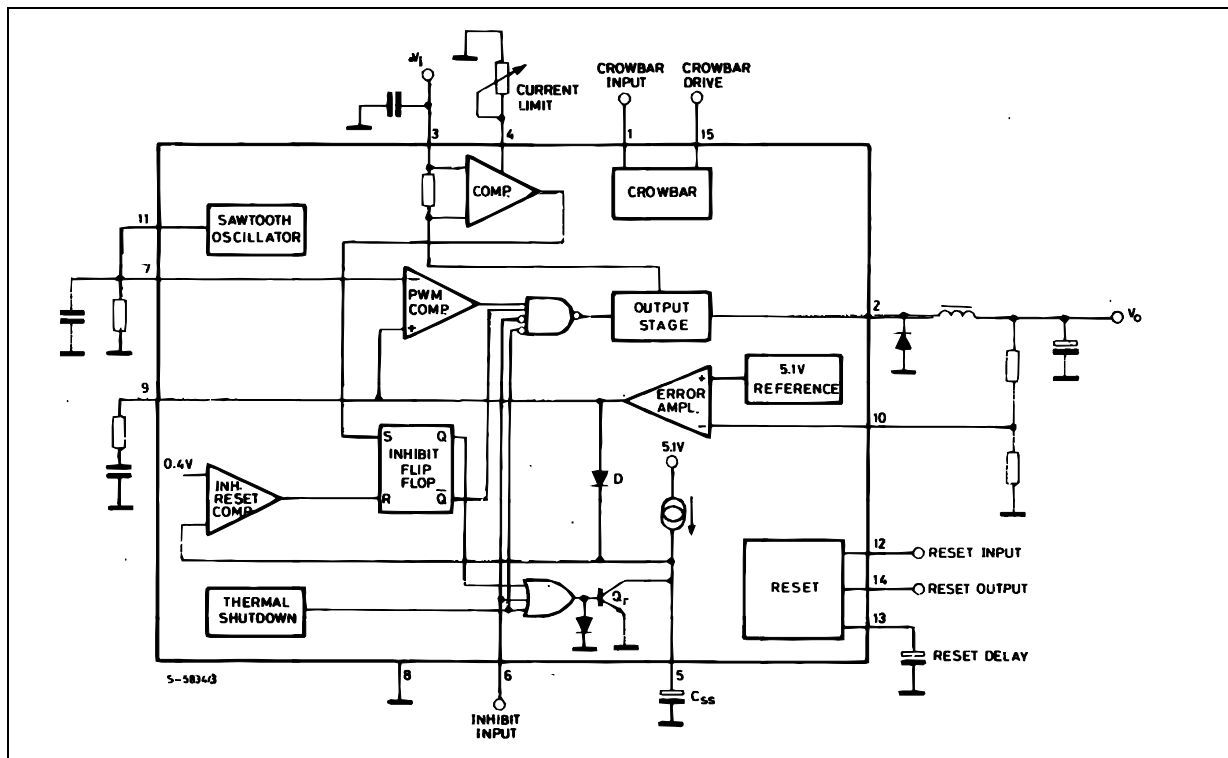 Vi
CURRENT
LIMIT
CROWBAR
INPUT
CROWBAR
DRIVE
3
4
1
15
COMP.
CROWBAR
11
SAWTOOTH
OSCILLATOR
7
−
PWM
COMP.
+
OUTPUT
STAGE
2
Vo
5.1V
REFERENCE
+
ERROR
AMPL.
−
9
10
S
Q
INHIBIT
FLIP
FLOP
R
Q̅
0.4V
INH.
RESET
COMP.
D
5.1V
RESET
12
RESET INPUT
14
RESET OUTPUT
13
RESET DELAY
THERMAL
SHUTDOWN
Qr
8
6
5
Css
INHIBIT
INPUT